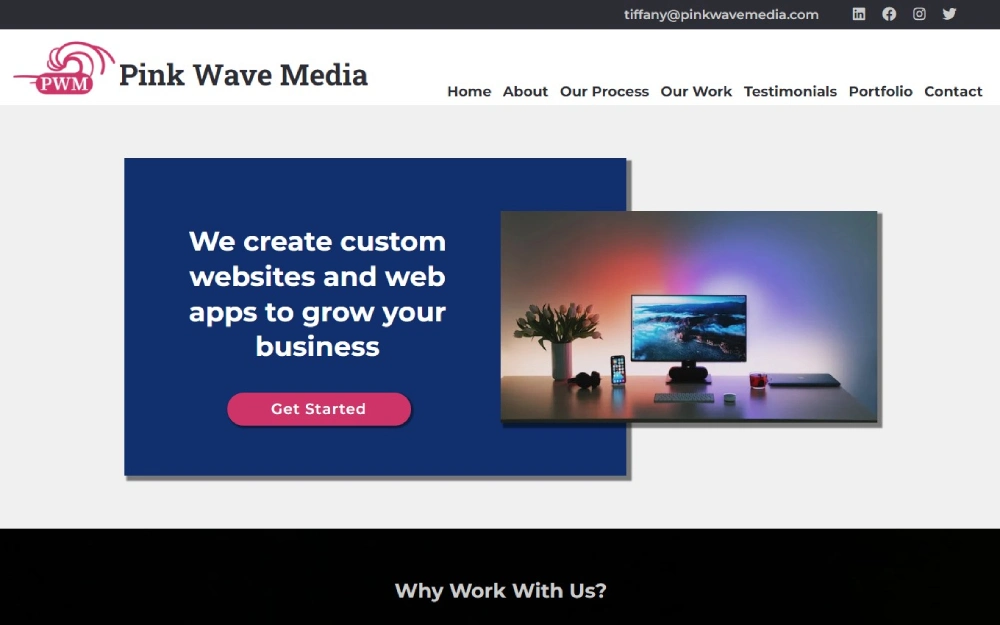 tiffany@pinkwavemedia.com
PWM
Pink Wave Media
Home About Our Process Our Work Testimonials Portfolio Contact
We create custom
websites and web
apps to grow your
business
Get Started
Why Work With Us?